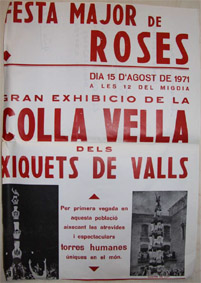 FESTA MAJOR DE
ROSES
DIA 15 D'AGOST DE 1971
A LES 12 DEL MIGDIA
GRAN EXHIBICIO DE LA
COLLA VELLA
DELS
XIQUETS DE VALLS
Per primera vegada en
aquesta població
aixecant les atrevides
i espectaculars
torres humanes
úniques en el món.